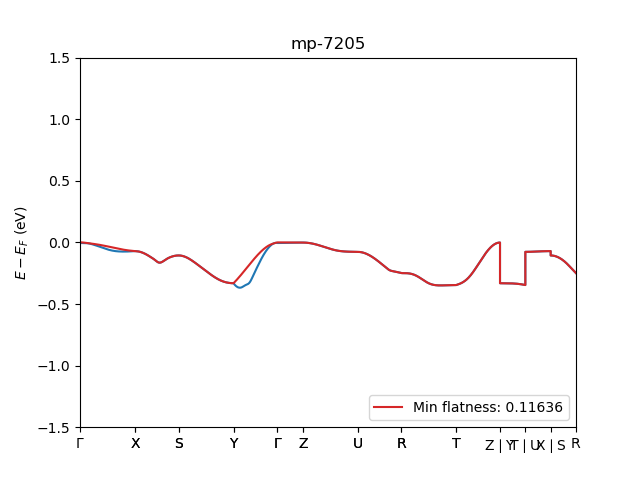 mp-7205
E − E_F (eV)
1.5
1.0
0.5
0.0
−0.5
−1.0
−1.5
Min flatness: 0.11636
Γ X S Y Γ Z U R T Z | Y T | U X | S R